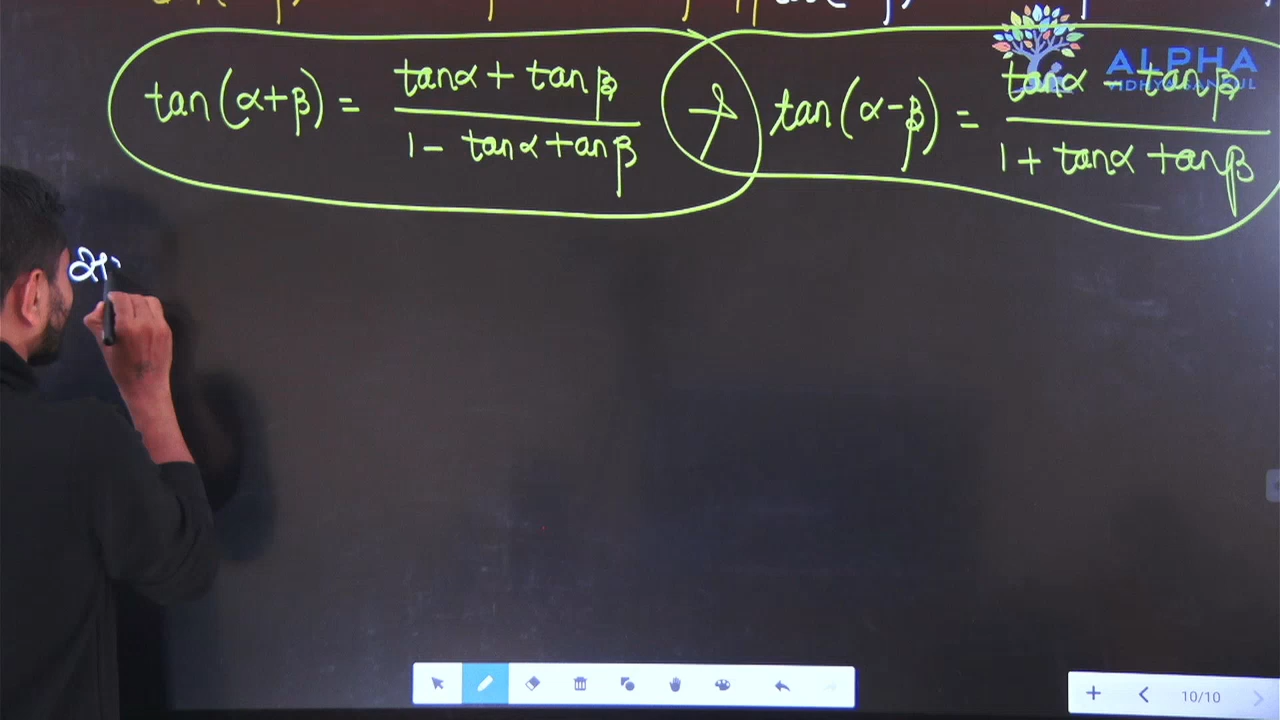 tan(α+β) = tanα + tanβ / 1 - tanα tanβ
tan(α-β) = tanα - tanβ / 1 + tanα tanβ
ALPHA
10/10